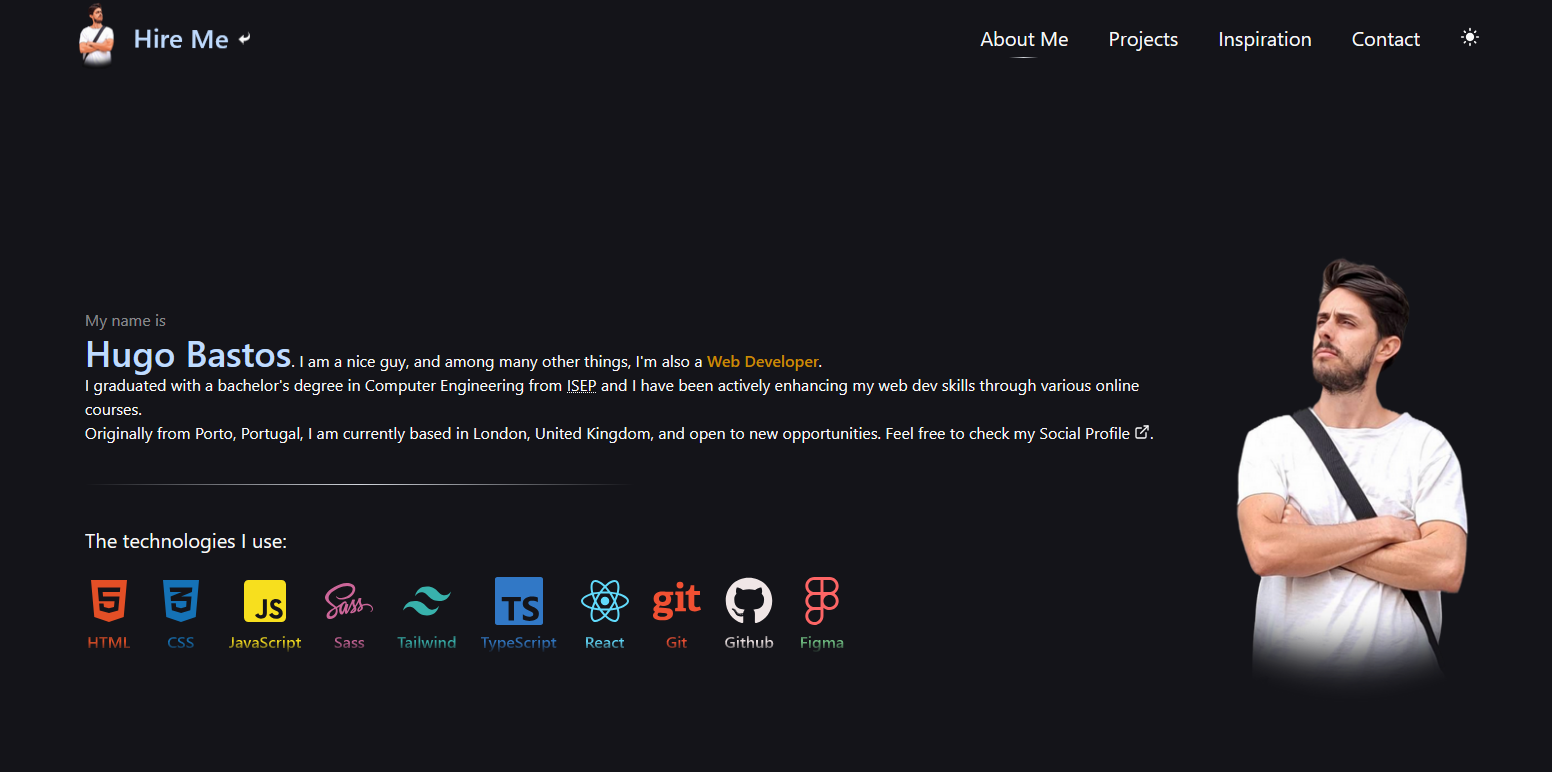 Hire Me
About Me Projects Inspiration Contact
My name is
Hugo Bastos. I am a nice guy, and among many other things, I'm also a Web Developer.
I graduated with a bachelor's degree in Computer Engineering from ISEP and I have been actively enhancing my web dev skills through various online
courses.
Originally from Porto, Portugal, I am currently based in London, United Kingdom, and open to new opportunities. Feel free to check my Social Profile.
The technologies I use:
5 3 JS Sass TS git
HTML CSS JavaScript Sass Tailwind TypeScript React Git Github Figma